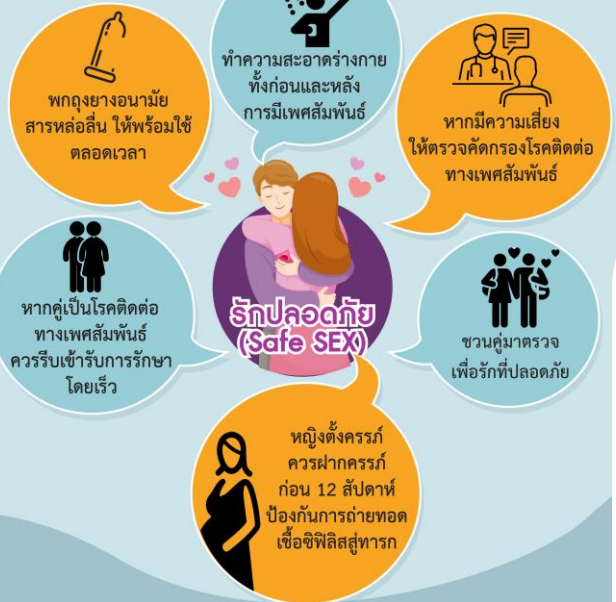 ทำความสะอาดร่างกาย
ทั้งก่อนและหลัง
การมีเพศสัมพันธ์
พกถุงยางอนามัย
สารหล่อลื่น ให้พร้อมใช้
ตลอดเวลา
หากมีความเสี่ยง
ให้ตรวจคัดกรองโรคติดต่อ
ทางเพศสัมพันธ์
รักปลอดภัย
(Safe SEX)
หากคู่เป็นโรคติดต่อ
ทางเพศสัมพันธ์
ควรรีบเข้ารับการรักษา
โดยเร็ว
ชวนคู่มาตรวจ
เพื่อรักที่ปลอดภัย
หญิงตั้งครรภ์
ควรฝากครรภ์
ก่อน 12 สัปดาห์
ป้องกันการถ่ายทอด
เชื้อซิฟิลิสสู่ทารก